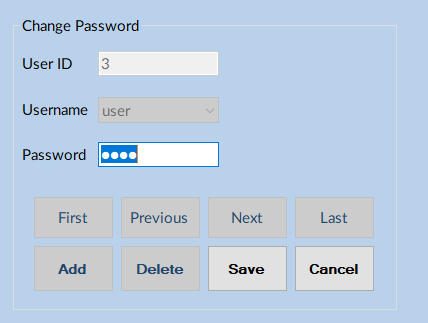 Change Password
User ID 3
Username user
Password ●●●●
First Previous Next Last
Add Delete Save Cancel